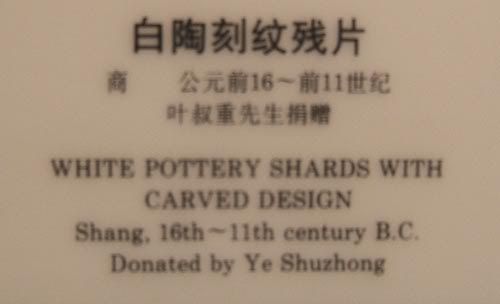 白陶刻纹残片
商 公元前16～前11世纪
叶叔重先生捐赠
WHITE POTTERY SHARDS WITH
CARVED DESIGN
Shang, 16th～11th century B.C.
Donated by Ye Shuzhong